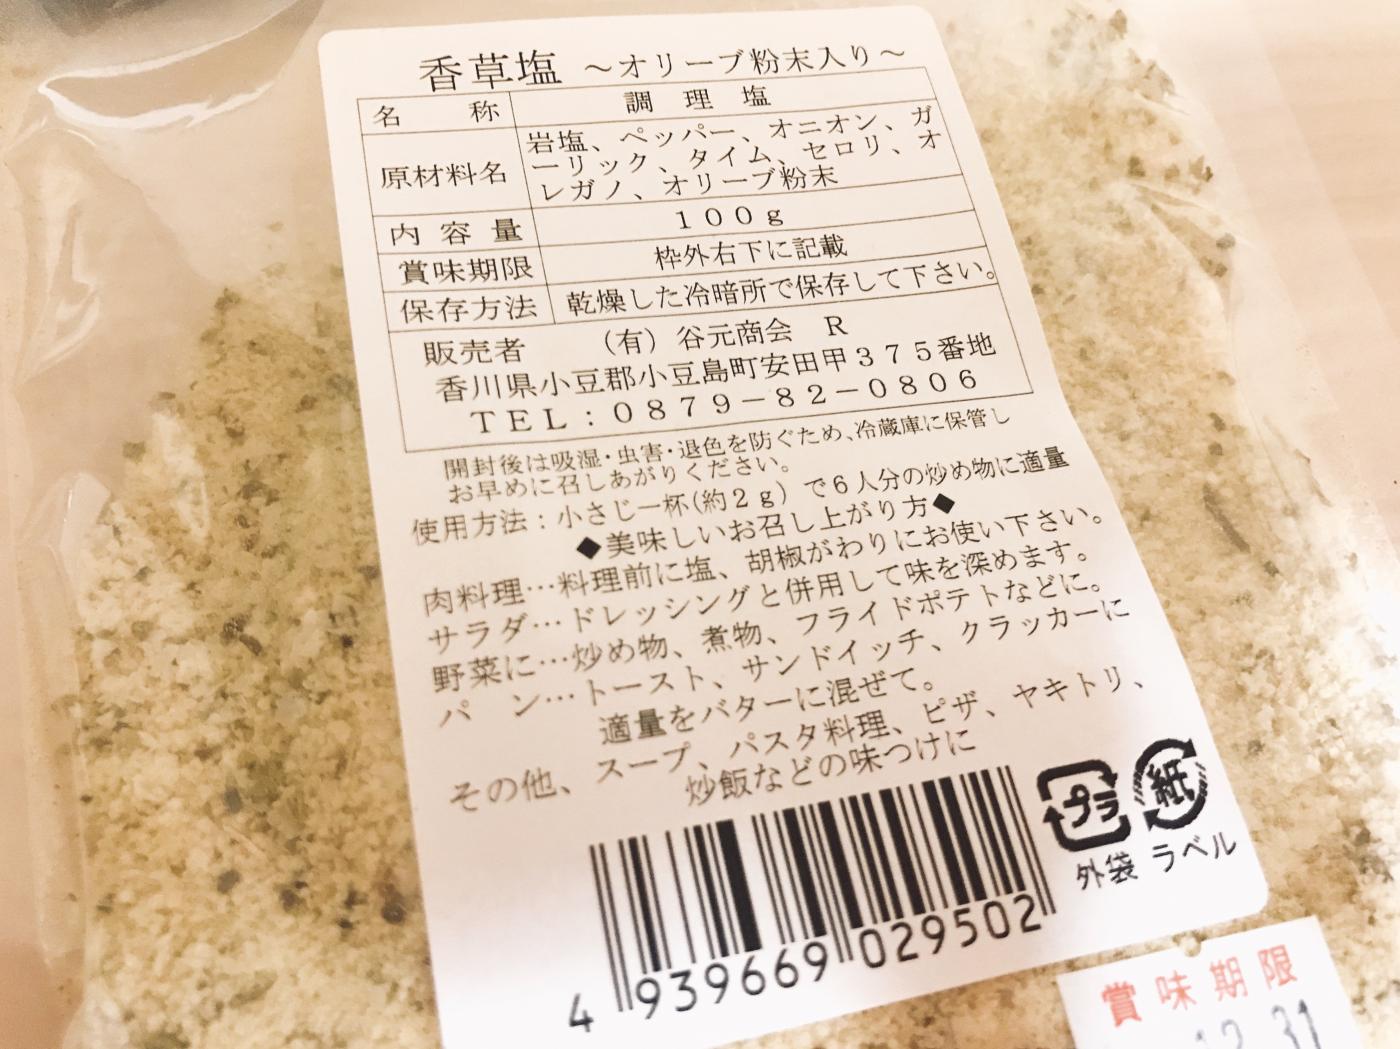 香草塩 ~オリーブ粉末入り~
名称 調理塩
原材料名 岩塩、ペッパー、オニオン、ガ
ーリック、タイム、セロリ、オ
レガノ、オリーブ粉末
内容量 100g
賞味期限 枠外右下に記載
保存方法 乾燥した冷暗所で保存して下さい。
販売者 (有)谷元商会 R
香川県小豆郡小豆島町安田甲375番地
TEL:0879-82-0806
開封後は吸湿・虫害・退色を防ぐため、冷蔵庫に保管し
お早めに召しあがりください。
使用方法:小さじ一杯(約2g)で6人分の炒め物に適量
◆美味しいお召し上がり方◆
肉料理…料理前に塩、胡椒がわりにお使い下さい。
サラダ…ドレッシングと併用して味を深めます。
野菜に…炒め物、煮物、フライドポテトなどに。
パン…トースト、サンドイッチ、クラッカーに
適量をバターに混ぜて。
その他、スープ、パスタ料理、ピザ、ヤキトリ、
炒飯などの味つけに
プラ 紙
外袋 ラベル
4 939669 029502
賞味期限
12.31